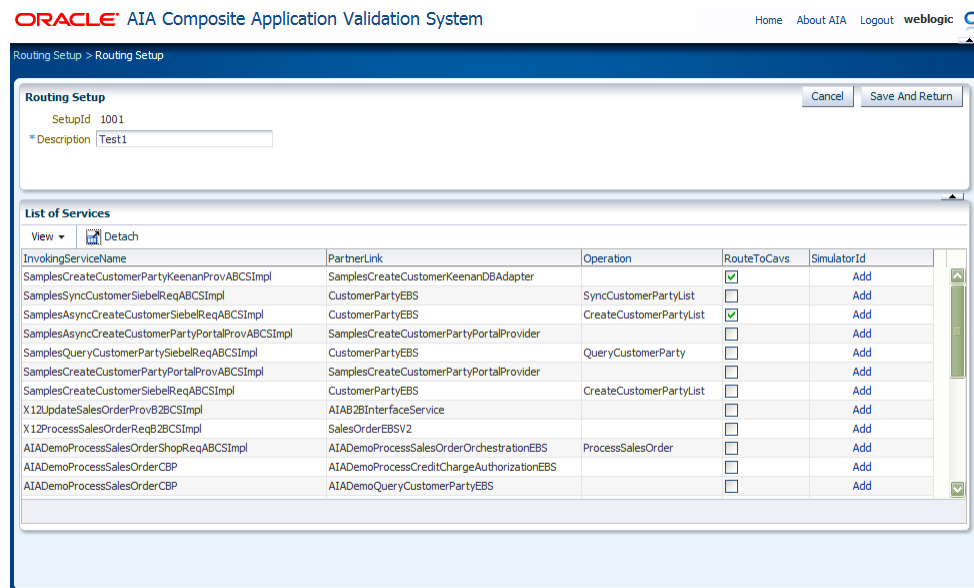 ORACLE AIA Composite Application Validation System
Home About AIA Logout weblogic
Routing Setup > Routing Setup
Routing Setup Cancel Save And Return
SetupId 1001
* Description Test1
List of Services
View Detach
InvokingServiceName PartnerLink Operation RouteToCavs SimulatorId
SamplesCreateCustomerPartyKeenanProvABCSImpl SamplesCreateCustomerKeenanDBAdapter Add
SamplesSyncCustomerSiebelReqABCSImpl CustomerPartyEBS SyncCustomerPartyList Add
SamplesAsyncCreateCustomerSiebelReqABCSImpl CustomerPartyEBS CreateCustomerPartyList Add
SamplesAsyncCreateCustomerPartyPortalProvABCSImpl SamplesCreateCustomerPartyPortalProvider Add
SamplesQueryCustomerPartySiebelReqABCSImpl CustomerPartyEBS QueryCustomerParty Add
SamplesCreateCustomerPartyPortalProvABCSImpl SamplesCreateCustomerPartyPortalProvider Add
SamplesCreateCustomerSiebelReqABCSImpl CustomerPartyEBS CreateCustomerPartyList Add
X12UpdateSalesOrderProvB2BCSImpl AIAB2BInterfaceService Add
X12ProcessSalesOrderReqB2BCSImpl SalesOrderEBSV2 Add
AIADemoProcessSalesOrderShopReqABCSImpl AIADemoProcessSalesOrderOrchestrationEBS ProcessSalesOrder Add
AIADemoProcessSalesOrderCBP AIADemoProcessCreditChargeAuthorizationEBS Add
AIADemoProcessSalesOrderCBP AIADemoQueryCustomerPartyEBS Add